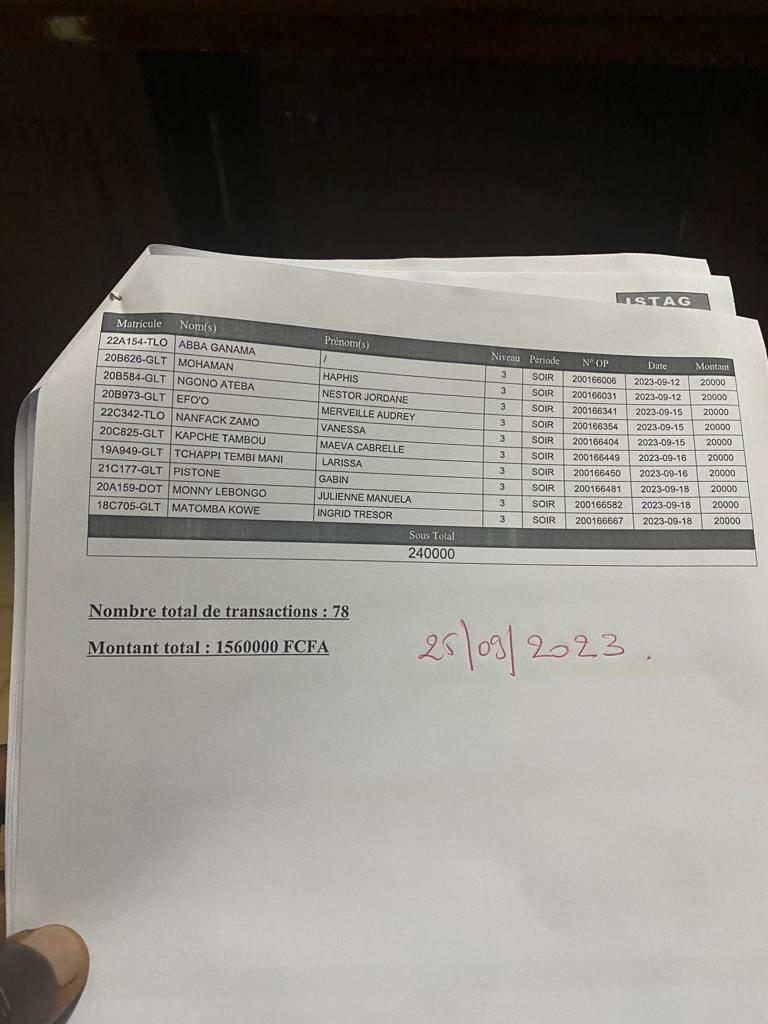 ISTAG
Matricule Nom(s) Prénom(s) Niveau Période N° OP Date Montant
22A154-TLO ABBA GANAMA / 3 SOIR 200166006 2023-09-12 20000
20B626-GLT MOHAMAN HAPHIS 3 SOIR 200166031 2023-09-12 20000
20B584-GLT NGONO ATEBA NESTOR JORDANE 3 SOIR 200166341 2023-09-15 20000
20B973-GLT EFO'O MERVEILLE AUDREY 3 SOIR 200166354 2023-09-15 20000
22C342-TLO NANFACK ZAMO VANESSA 3 SOIR 200166404 2023-09-15 20000
20C825-GLT KAPCHE TAMBOU MAEVA CABRELLE 3 SOIR 200166449 2023-09-16 20000
19A949-GLT TCHAPPI TEMBI MANI LARISSA 3 SOIR 200166450 2023-09-16 20000
21C177-GLT PISTONE GABIN 3 SOIR 200166481 2023-09-18 20000
20A159-DOT MONNY LEBONGO JULIENNE MANUELA 3 SOIR 200166582 2023-09-18 20000
18C705-GLT MATOMBA KOWE INGRID TRESOR 3 SOIR 200166667 2023-09-18 20000
Sous Total
240000
Nombre total de transactions : 78
Montant total : 1560000 FCFA
25/09/2023.